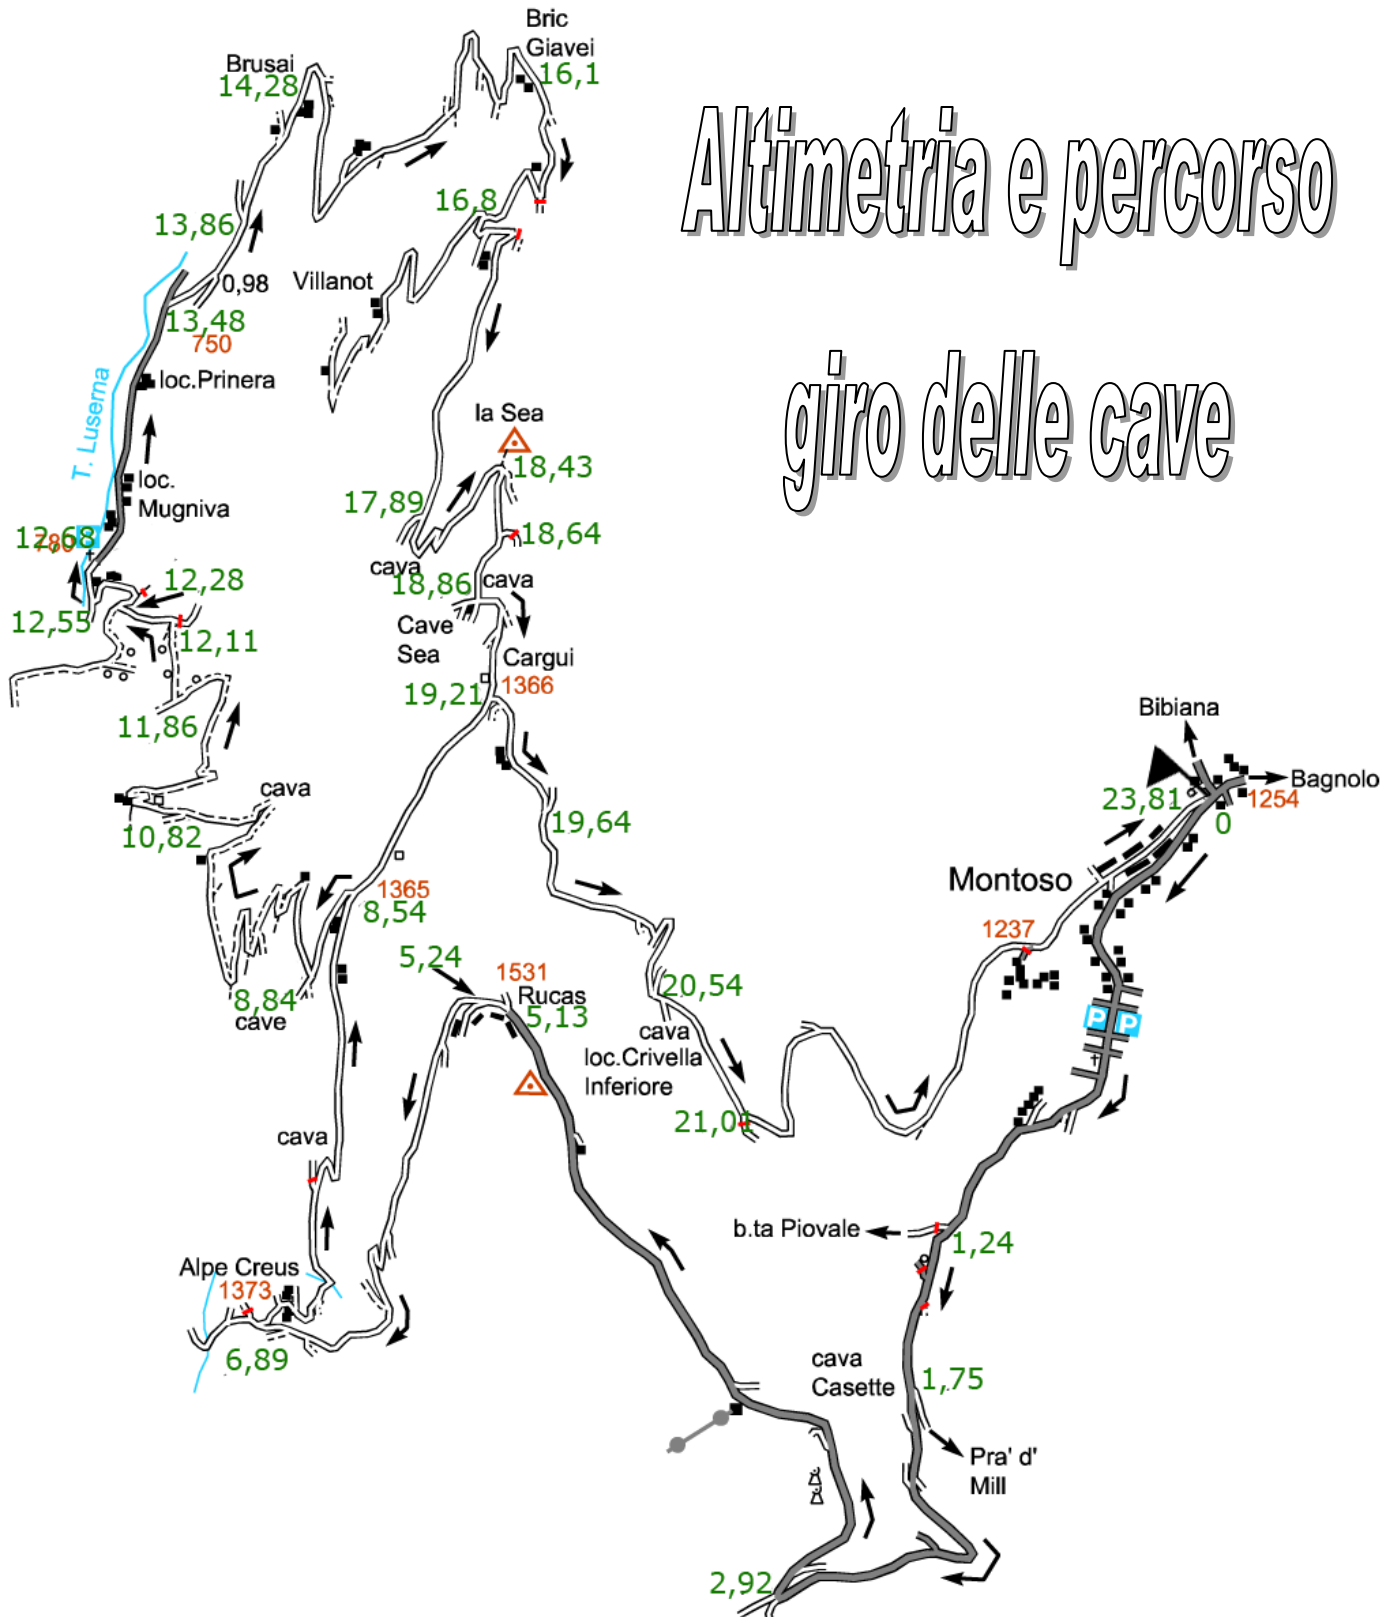 Altimetria e percorso
giro delle cave
Bric
Giavei
16,1
Brusai
14,28
16,8
13,86
Villanot
0,98
13,48
750
loc.Prinera
T. Luserna
la Sea
18,43
loc.
Mugniva
17,89
18,64
12,68
780
cava
18,86
cava
12,28
12,55
12,11
Cave
Sea
Cargui
1366
19,21
11,86
Bibiana
Bagnolo
1254
23,81
0
cava
10,82
19,64
Montoso
1365
8,54
1237
5,24
1531
Rucas
5,13
20,54
8,84
cave
cava
loc.Crivella
Inferiore
P
P
21,01
cava
b.ta Piovale
1,24
Alpe Creus
1373
6,89
cava
Casette
1,75
Pra' d'
Mill
2,92